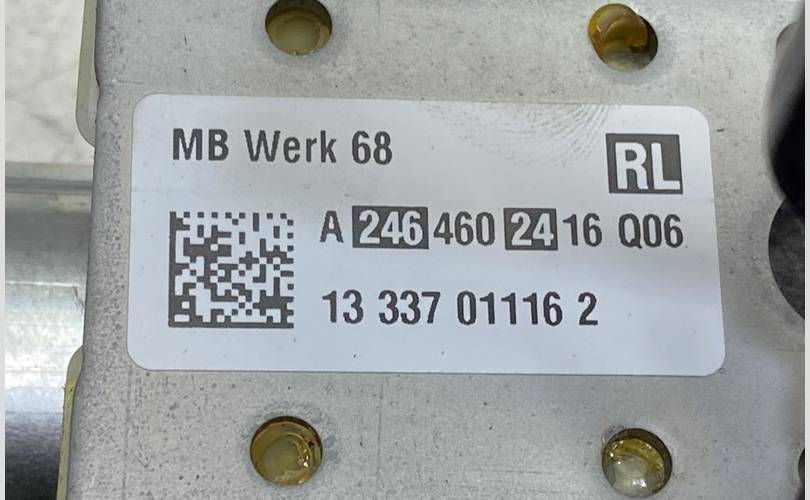 MB Werk 68
RL
A 246 460 24 16 Q06
13 337 01116 2